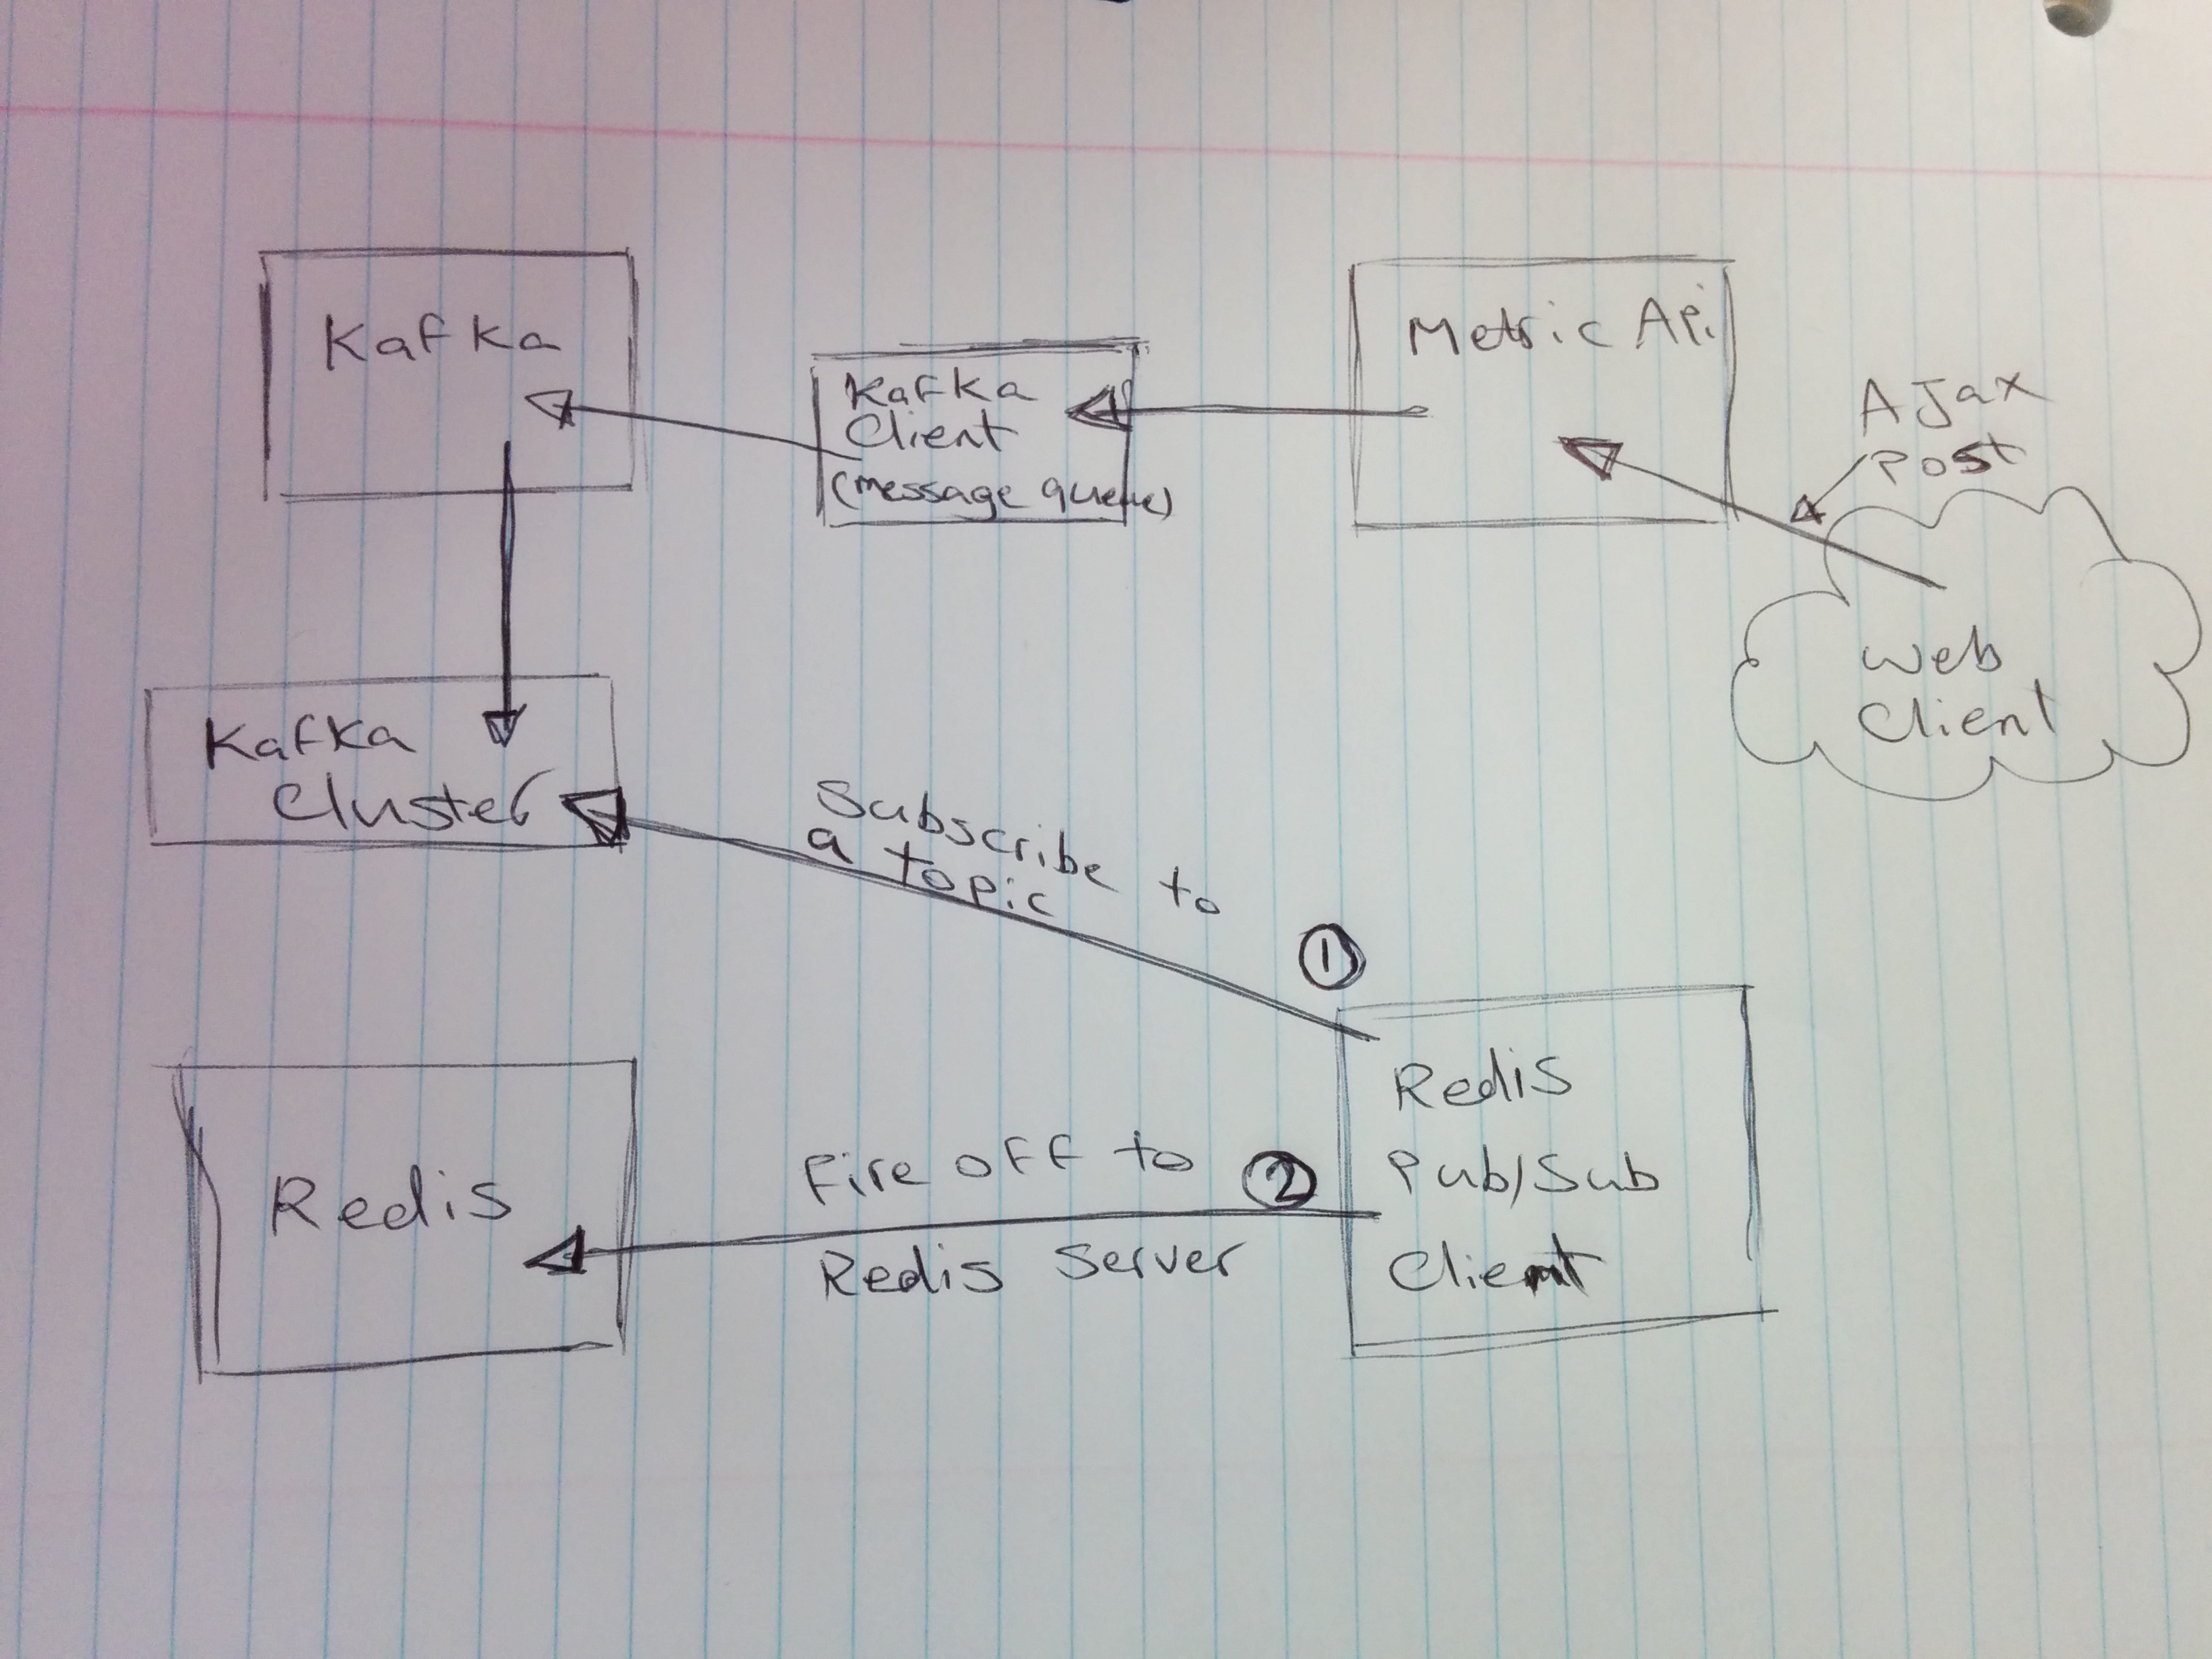 Kafka
Kafka
Client
(message queue)
Metric Api
AJax
Post
Web
Client
Kafka
Cluster
Subscribe to
a topic
1
Redis
Pub/Sub
Client
Redis
Fire off to
2
Redis Server